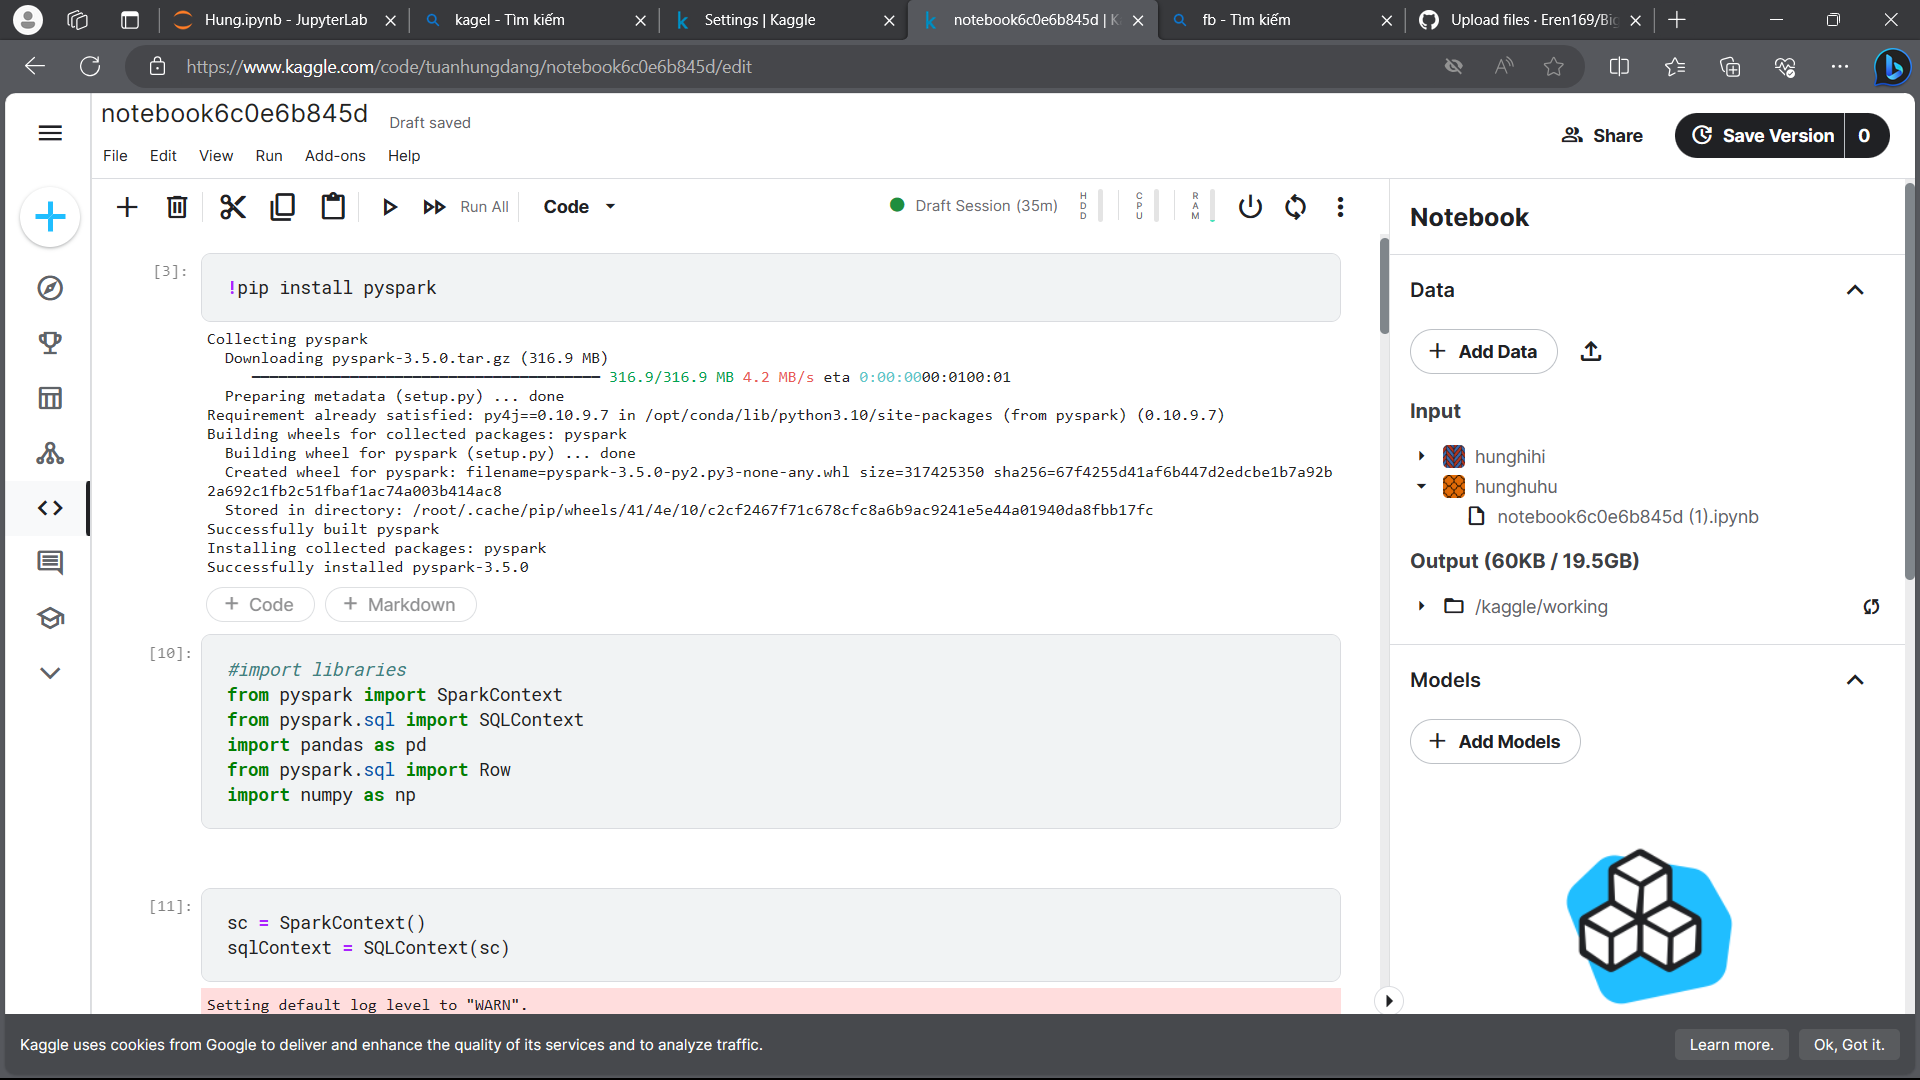 Hung.ipynb - JupyterLab
kagel - Tìm kiếm
Settings | Kaggle
notebook6c0e6b845d | K
fb - Tìm kiếm
Upload files · Eren169/Big
https://www.kaggle.com/code/tuanhungdang/notebook6c0e6b845d/edit
notebook6c0e6b845d
Draft saved
File Edit View Run Add-ons Help
Share
Save Version 0
Run All
Code
Draft Session (35m)
HDD
CPU
RAM
[3]:
!pip install pyspark
Collecting pyspark
Downloading pyspark-3.5.0.tar.gz (316.9 MB)
316.9/316.9 MB 4.2 MB/s eta 0:00:0000:0100:01
Preparing metadata (setup.py) ... done
Requirement already satisfied: py4j==0.10.9.7 in /opt/conda/lib/python3.10/site-packages (from pyspark) (0.10.9.7)
Building wheels for collected packages: pyspark
Building wheel for pyspark (setup.py) ... done
Created wheel for pyspark: filename=pyspark-3.5.0-py2.py3-none-any.whl size=317425350 sha256=67f4255d41af6b447d2edcbe1b7a92b
2a692c1fb2c51fbaf1ac74a003b414ac8
Stored in directory: /root/.cache/pip/wheels/41/4e/10/c2cf2467f71c678cfc8a6b9ac9241e5e44a01940da8fbb17fc
Successfully built pyspark
Installing collected packages: pyspark
Successfully installed pyspark-3.5.0
+ Code
+ Markdown
[10]:
#import libraries
from pyspark import SparkContext
from pyspark.sql import SQLContext
import pandas as pd
from pyspark.sql import Row
import numpy as np
[11]:
sc = SparkContext()
sqlContext = SQLContext(sc)
Setting default log level to "WARN".
Notebook
Data
+ Add Data
Input
hunghihi
hunghuhu
notebook6c0e6b845d (1).ipynb
Output (60KB / 19.5GB)
/kaggle/working
Models
+ Add Models
Kaggle uses cookies from Google to deliver and enhance the quality of its services and to analyze traffic.
Learn more.
Ok, Got it.